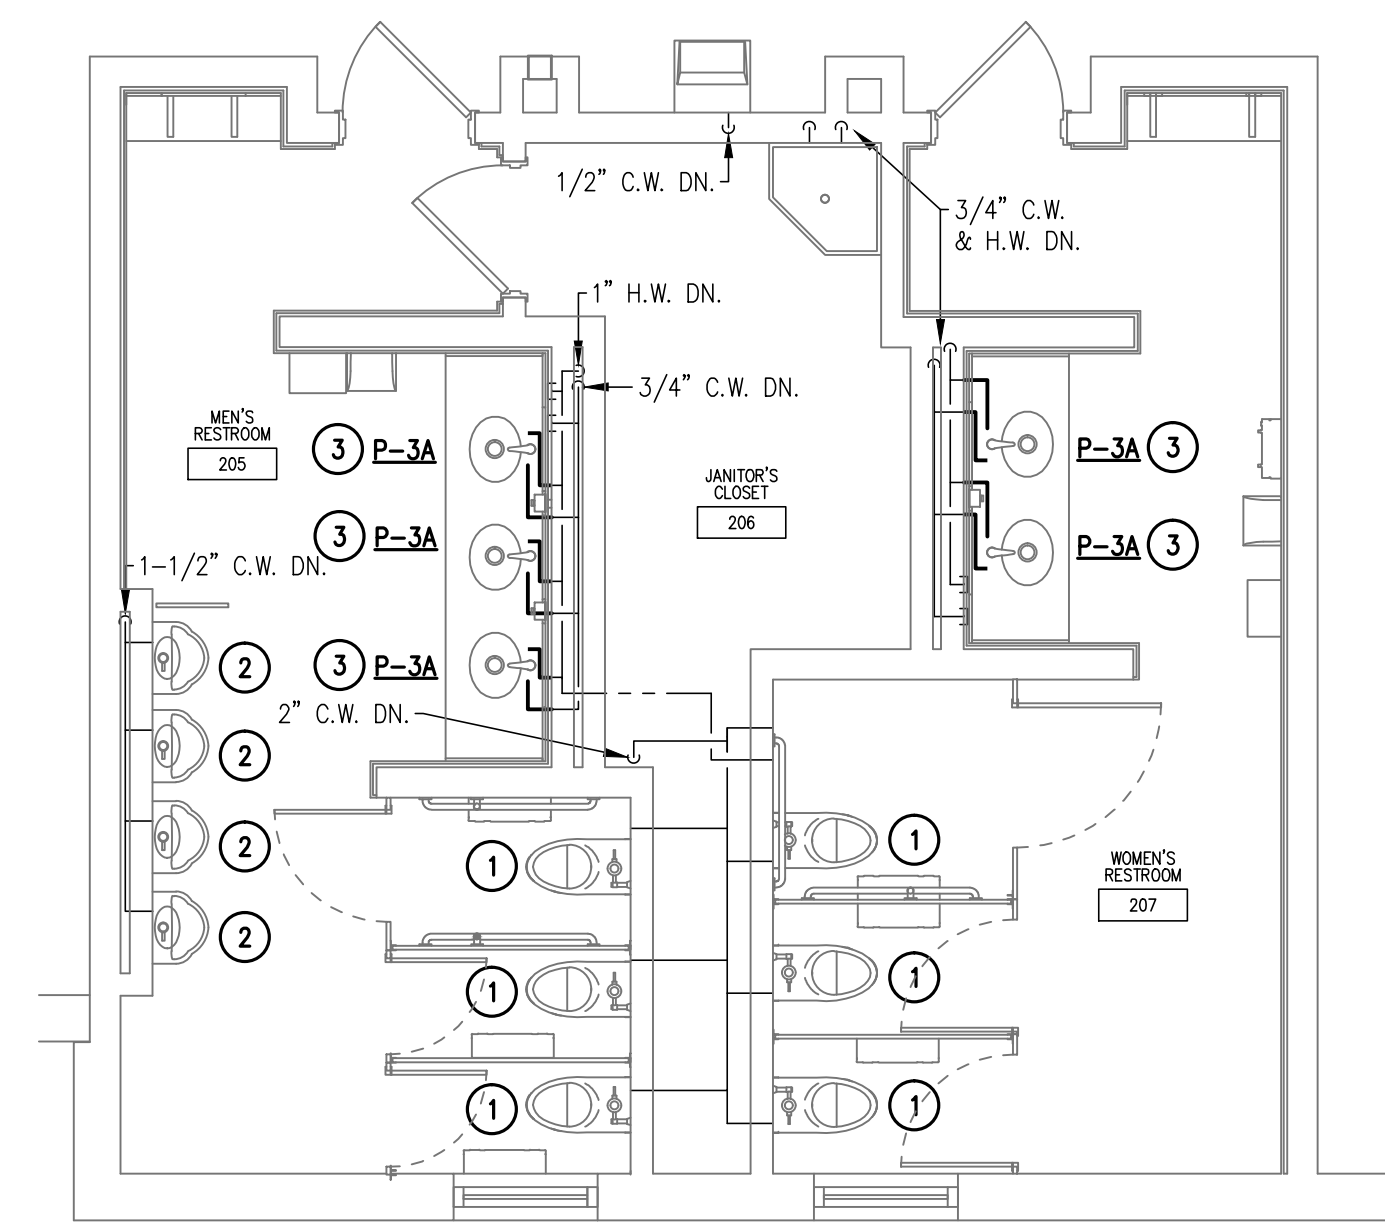 1/2” C.W. DN.
3/4” C.W.
& H.W. DN.
1” H.W. DN.
3/4” C.W. DN.
MEN'S
RESTROOM
205
3 P-3A
P-3A 3
JANITOR'S
CLOSET
206
3 P-3A
P-3A 3
1-1/2” C.W. DN.
2
3 P-3A
2” C.W. DN.
2
1
1
2
WOMEN'S
RESTROOM
207
2
1
1
1
1